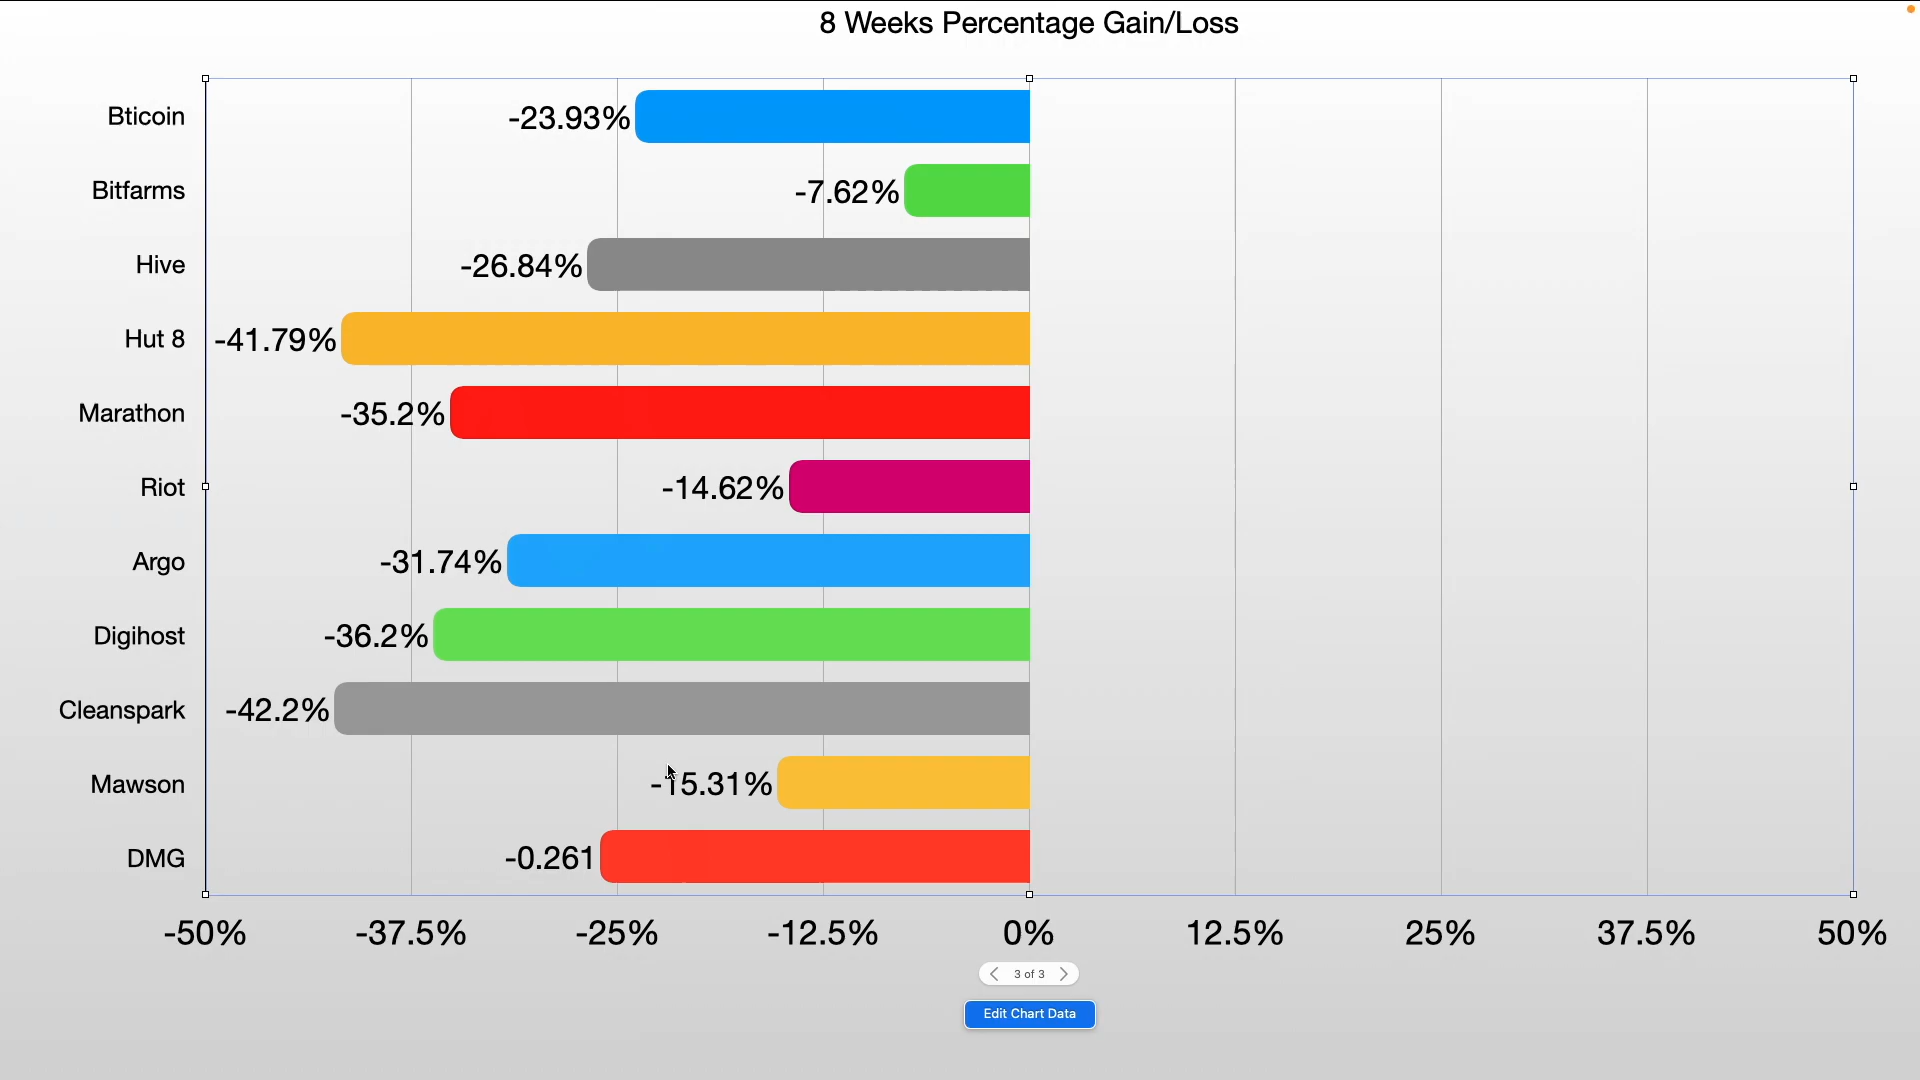 8 Weeks Percentage Gain/Loss
Bticoin -23.93%
Bitfarms -7.62%
Hive -26.84%
Hut 8 -41.79%
Marathon -35.2%
Riot -14.62%
Argo -31.74%
Digihost -36.2%
Cleanspark -42.2%
Mawson -15.31%
DMG -0.261
-50% -37.5% -25% -12.5% 0% 12.5% 25% 37.5% 50%
3 of 3
Edit Chart Data